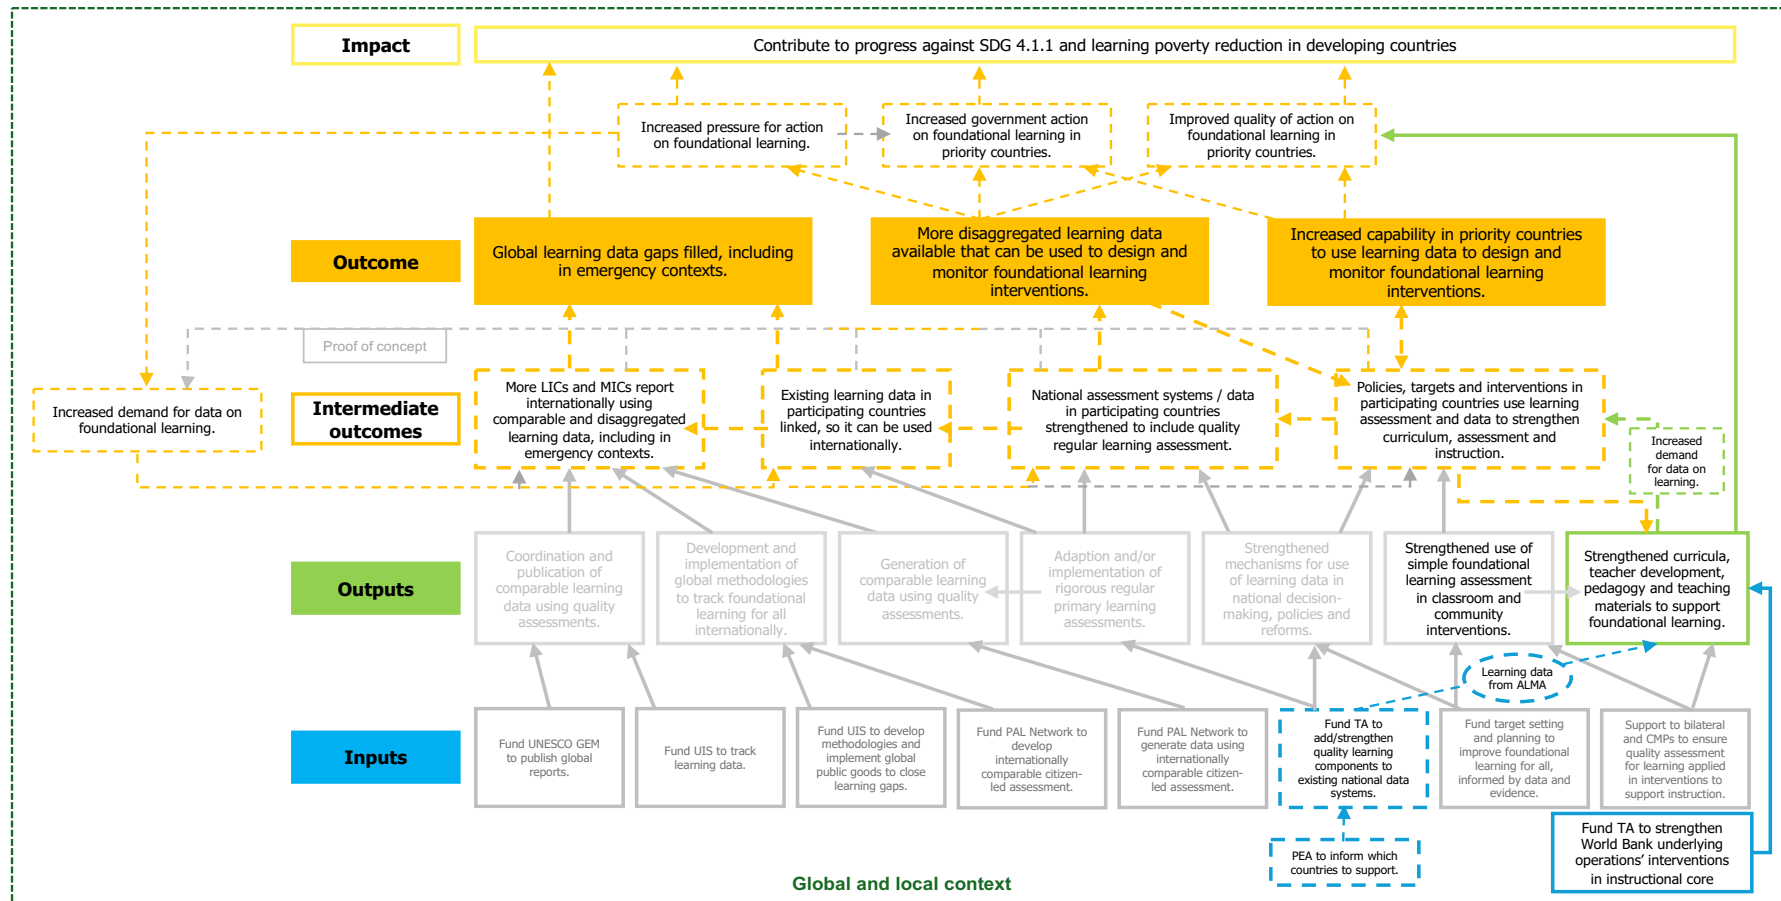 Impact
Contribute to progress against SDG 4.1.1 and learning poverty reduction in developing countries
Increased pressure for action
on foundational learning.
Increased government action
on foundational learning in
priority countries.
Improved quality of action on
foundational learning in
priority countries.
Outcome
Global learning data gaps filled, including
in emergency contexts.
More disaggregated learning data
available that can be used to design and
monitor foundational learning
interventions.
Increased capability in priority countries
to use learning data to design and
monitor foundational learning
interventions.
Proof of concept
Increased demand for data on
foundational learning.
Intermediate
outcomes
More LICs and MICs report
internationally using
comparable and disaggregated
learning data, including in
emergency contexts.
Existing learning data in
participating countries
linked, so it can be used
internationally.
National assessment systems / data
in participating countries
strengthened to include quality
regular learning assessment.
Policies, targets and interventions in
participating countries use learning
assessment and data to strengthen
curriculum, assessment and
instruction.
Increased
demand
for data on
learning.
Outputs
Coordination and
publication of
comparable learning
data using quality
assessments.
Development and
implementation of
global methodologies
to track foundational
learning for all
internationally.
Generation of
comparable learning
data using quality
assessments.
Adaption and/or
implementation of
rigorous regular
primary learning
assessments.
Strengthened
mechanisms for use
of learning data in
national decision-
making, policies and
reforms.
Strengthened use of
simple foundational
learning assessment
in classroom and
community
interventions.
Strengthened curricula,
teacher development,
pedagogy and teaching
materials to support
foundational learning.
Learning data
from ALMA
Inputs
Fund UNESCO GEM
to publish global
reports.
Fund UIS to track
learning data.
Fund UIS to develop
methodologies and
implement global
public goods to close
learning gaps.
Fund PAL Network to
develop
internationally
comparable citizen-
led assessment.
Fund PAL Network to
generate data using
internationally
comparable citizen-
led assessment.
Fund TA to
add/strengthen
quality learning
components to
existing national data
systems.
Fund target setting
and planning to
improve foundational
learning for all,
informed by data and
evidence.
Support to bilateral
and CMPs to ensure
quality assessment
for learning applied
in interventions to
support instruction.
PEA to inform which
countries to support.
Fund TA to strengthen
World Bank underlying
operations' interventions
in instructional core
Global and local context